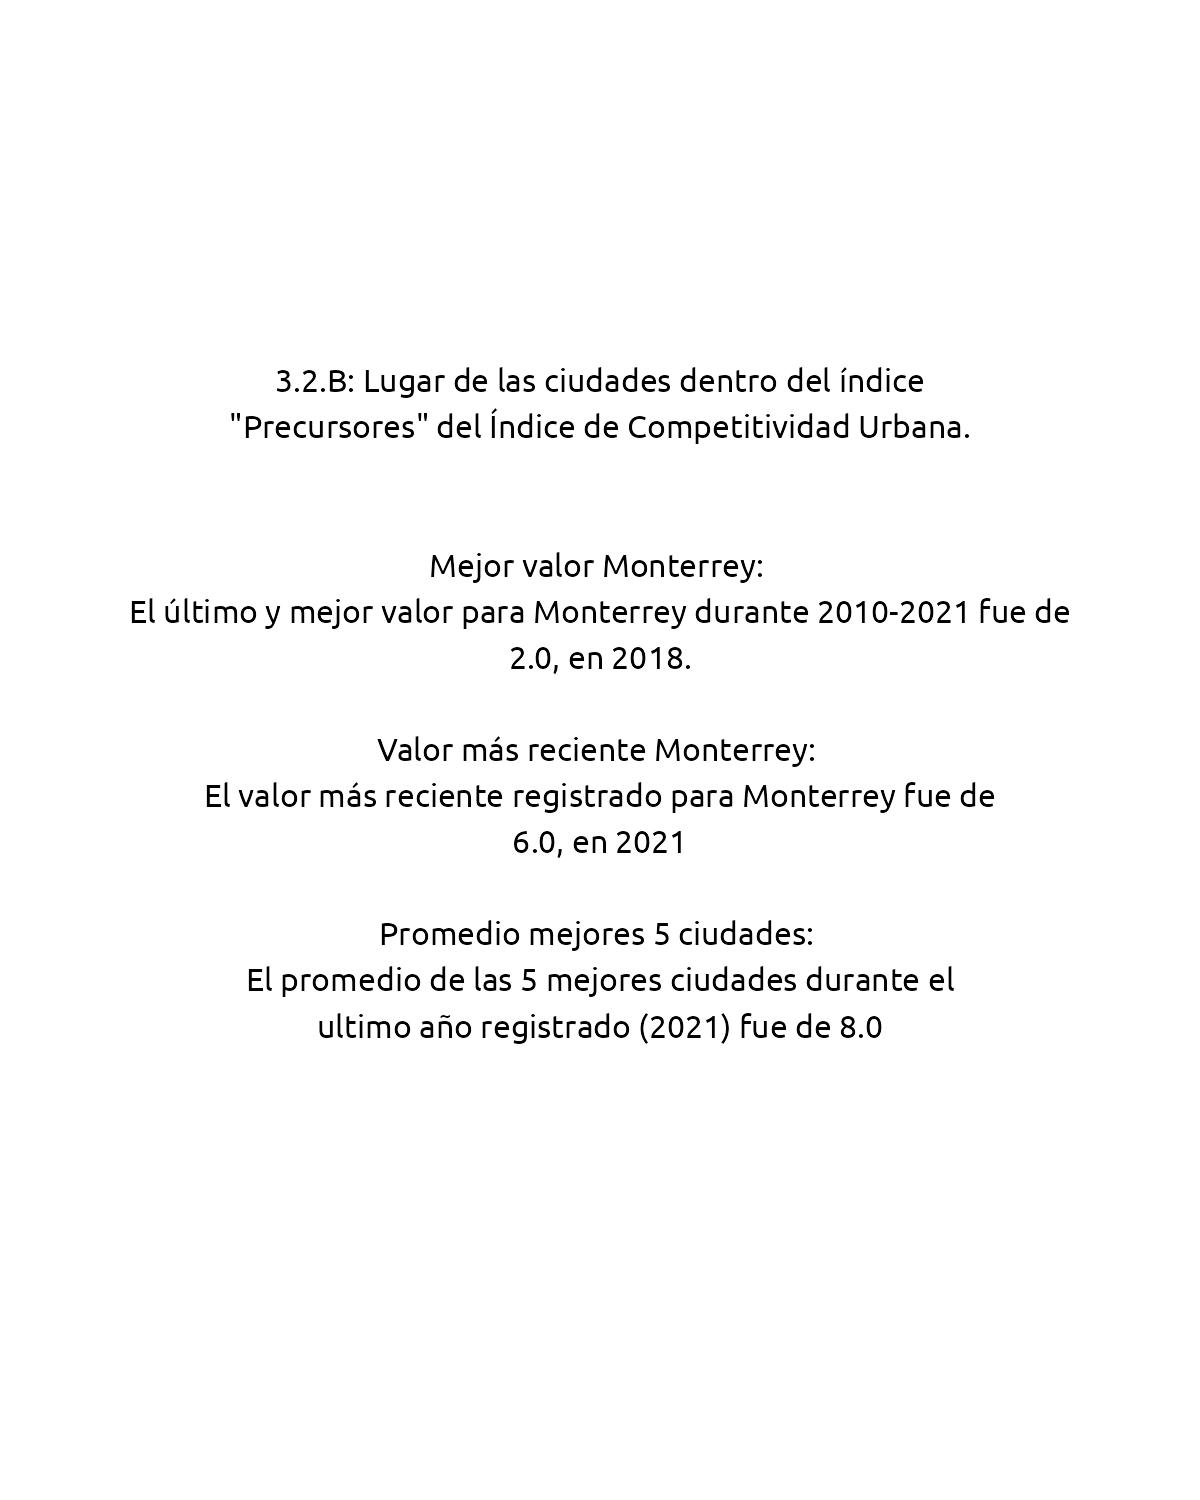 3.2.B: Lugar de las ciudades dentro del índice
"Precursores" del Índice de Competitividad Urbana.
Mejor valor Monterrey:
El último y mejor valor para Monterrey durante 2010-2021 fue de
2.0, en 2018.
Valor más reciente Monterrey:
El valor más reciente registrado para Monterrey fue de
6.0, en 2021
Promedio mejores 5 ciudades:
El promedio de las 5 mejores ciudades durante el
ultimo año registrado (2021) fue de 8.0